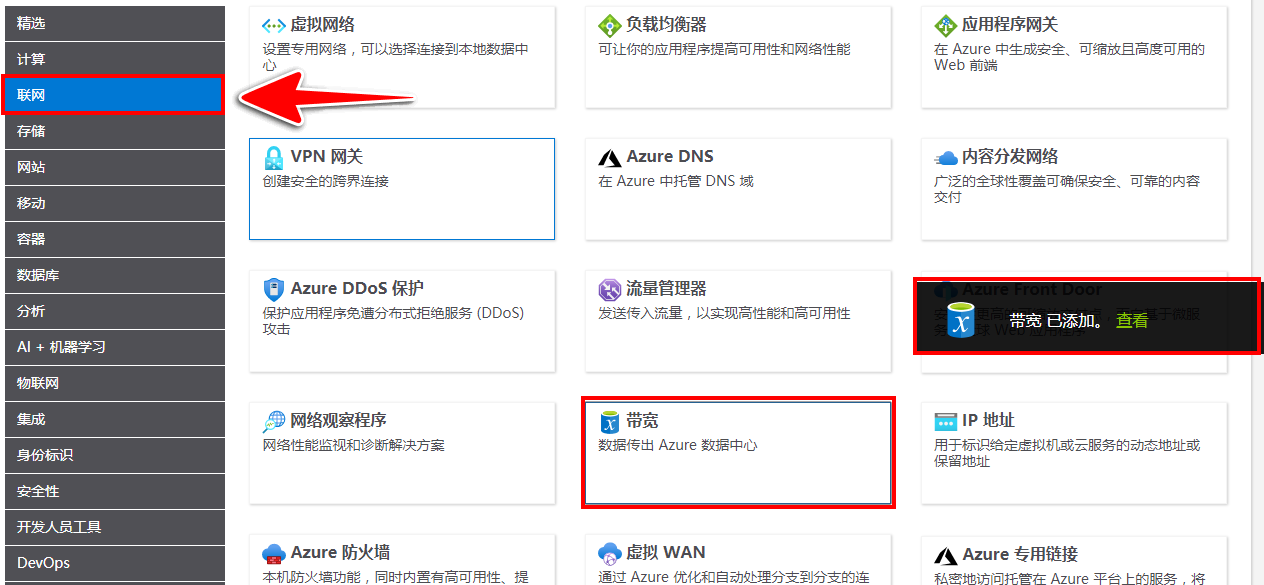 精选
计算
联网
存储
网站
移动
容器
数据库
分析
AI + 机器学习
物联网
集成
身份标识
安全性
开发人员工具
DevOps
虚拟网络
设置专用网络，可以选择连接到本地数据中
心
负载均衡器
可让你的应用程序提高可用性和网络性能
应用程序网关
在 Azure 中生成安全、可缩放且高度可用的
Web 前端
VPN 网关
创建安全的跨界连接
Azure DNS
在 Azure 中托管 DNS 域
内容分发网络
广泛的全球性覆盖可确保安全、可靠的内容
交付
Azure DDoS 保护
保护应用程序免遭分布式拒绝服务 (DDoS)
攻击
流量管理器
发送传入流量，以实现高性能和高可用性
Azure Front Door
带宽 已添加。 查看
网络观察程序
网络性能监视和诊断解决方案
带宽
数据传出 Azure 数据中心
IP 地址
用于标识给定虚拟机或云服务的动态地址或
保留地址
Azure 防火墙
本机防火墙功能，同时内置有高可用性、提
虚拟 WAN
通过 Azure 优化和自动处理分支到分支的连
Azure 专用链接
私密地访问托管在 Azure 平台上的服务，将